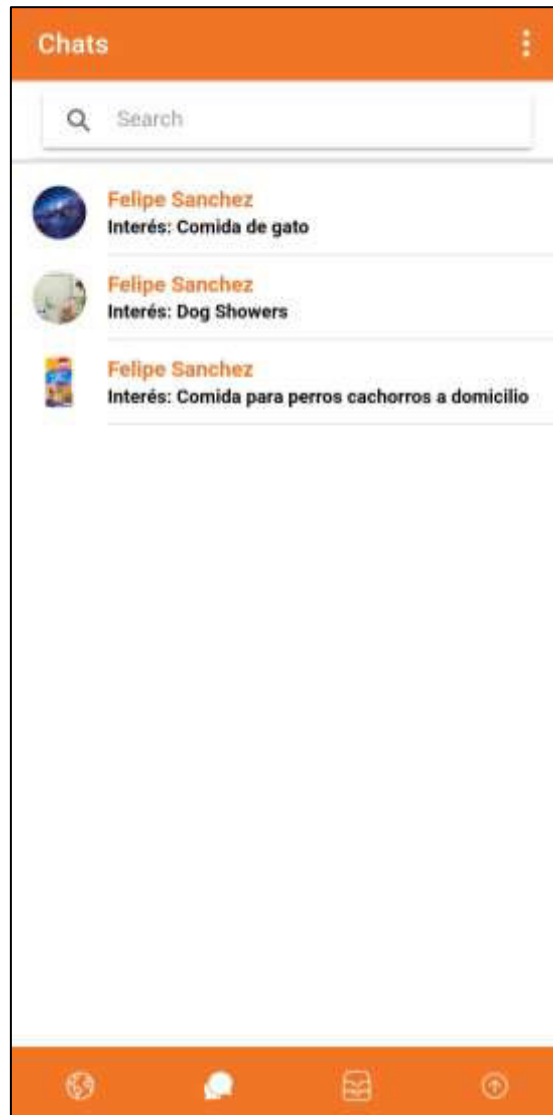 Chats
Search
Felipe Sanchez
Interés: Comida de gato
Felipe Sanchez
Interés: Dog Showers
Felipe Sanchez
Interés: Comida para perros cachorros a domicilio